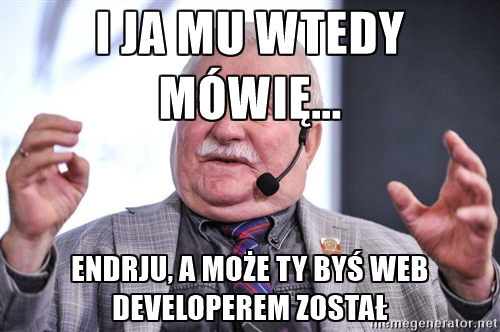 I JA MU WTEDY
MÓWIĘ...
ENDRJU, A MOŻE TY BYŚ WEB
DEVELOPEREM ZOSTAŁ
memegenerator.net